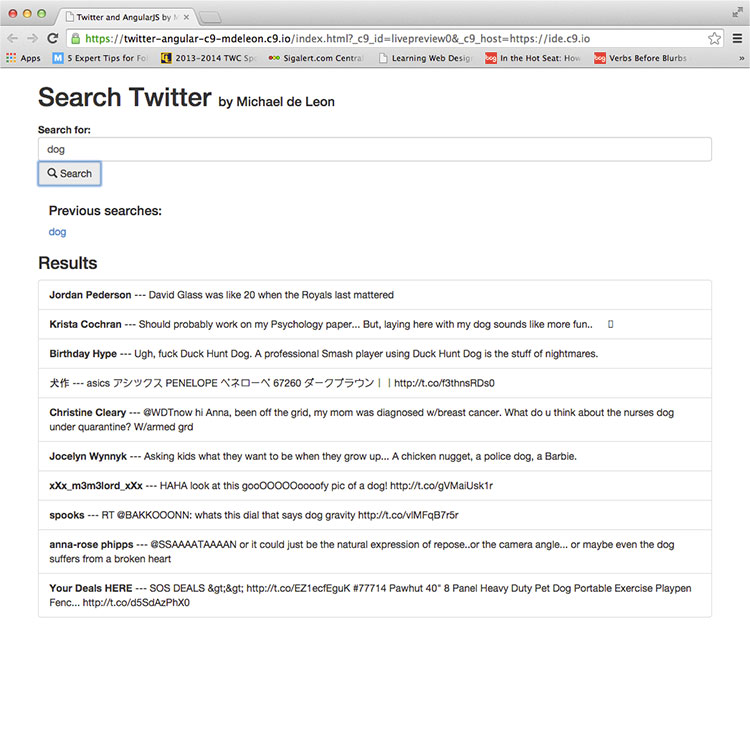 Twitter and AngularJS by M
https://twitter-angular-c9-mdeleon.c9.io/index.html?_c9_id=livepreview0&_c9_host=https://ide.c9.io
Apps 5 Expert Tips for Fol 2013-2014 TWC Spo Sigalert.com Central Learning Web Design In the Hot Seat: How Verbs Before Blurbs »
Search Twitter by Michael de Leon
Search for:
dog
Search
Previous searches:
dog
Results
Jordan Pederson --- David Glass was like 20 when the Royals last mattered
Krista Cochran --- Should probably work on my Psychology paper... But, laying here with my dog sounds like more fun..
Birthday Hype --- Ugh, fuck Duck Hunt Dog. A professional Smash player using Duck Hunt Dog is the stuff of nightmares.
犬作 --- asics アシックス PENELOPE ペネローペ 67260 ダークブラウン｜｜http://t.co/f3thnsRDs0
Christine Cleary --- @WDTnow hi Anna, been off the grid, my mom was diagnosed w/breast cancer. What do u think about the nurses dog
under quarantine? W/armed grd
Jocelyn Wynnyk --- Asking kids what they want to be when they grow up... A chicken nugget, a police dog, a Barbie.
xXx_m3m3lord_xXx --- HAHA look at this gooOOOOOoooofy pic of a dog! http://t.co/gVMaiUsk1r
spooks --- RT @BAKKOOONN: whats this dial that says dog gravity http://t.co/vlMFqB7r5r
anna-rose phipps --- @SSAAAATAAAAN or it could just be the natural expression of repose..or the camera angle... or maybe even the dog
suffers from a broken heart
Your Deals HERE --- SOS DEALS &gt;&gt; http://t.co/EZ1ecfEguK #77714 Pawhut 40" 8 Panel Heavy Duty Pet Dog Portable Exercise Playpen
Fenc... http://t.co/d5SdAzPhX0